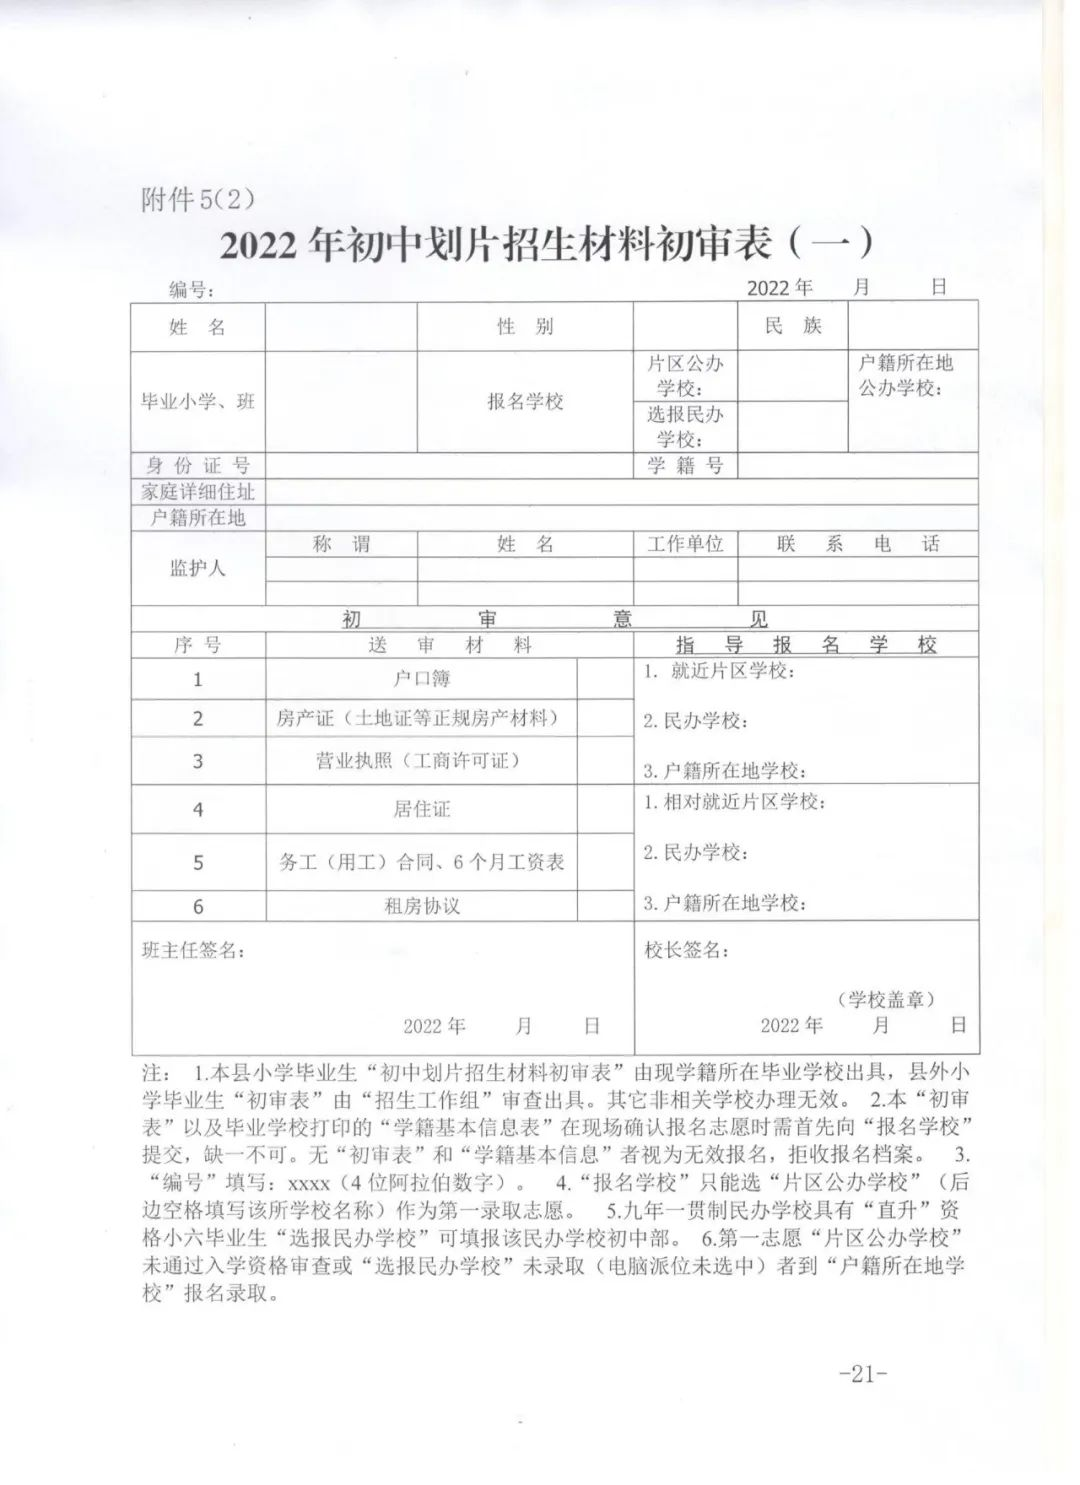 附件5(2)
2022年初中划片招生材料初审表(一)
编号: 2022年 月 日
姓 名 性 别 民 族
毕业小学、班 报名学校 片区公办学校: 户籍所在地公办学校:
选报民办学校:
身 份 证 号 学 籍 号
家庭详细住址
户籍所在地
监护人 称 谓 姓 名 工作单位 联 系 电 话
初 审 意 见
序 号 送 审 材 料 指 导 报 名 学 校
1 户口簿 1. 就近片区学校:
2 房产证（土地证等正规房产材料） 2.民办学校:
3 营业执照（工商许可证） 3.户籍所在地学校:
4 居住证 1.相对就近片区学校:
5 务工（用工）合同、6个月工资表 2.民办学校:
6 租房协议 3.户籍所在地学校:
班主任签名: 校长签名:
（学校盖章）
2022年 月 日 2022年 月 日
注: 1.本县小学毕业生“初中划片招生材料初审表”由现学籍所在毕业学校出具，县外小
学毕业生“初审表”由“招生工作组”审查出具。其它非相关学校办理无效。 2.本“初审
表”以及毕业学校打印的“学籍基本信息表”在现场确认报名志愿时需首先向“报名学校”
提交，缺一不可。无“初审表”和“学籍基本信息”者视为无效报名，拒收报名档案。 3.
“编号”填写: xxxx（4位阿拉伯数字）。 4.“报名学校”只能选“片区公办学校”（后
边空格填写该所学校名称）作为第一录取志愿。 5.九年一贯制民办学校具有“直升”资
格小六毕业生“选报民办学校”可填报该民办学校初中部。 6.第一志愿“片区公办学校”
未通过入学资格审查或“选报民办学校”未录取（电脑派位未选中）者到“户籍所在地学
校”报名录取。
-21-